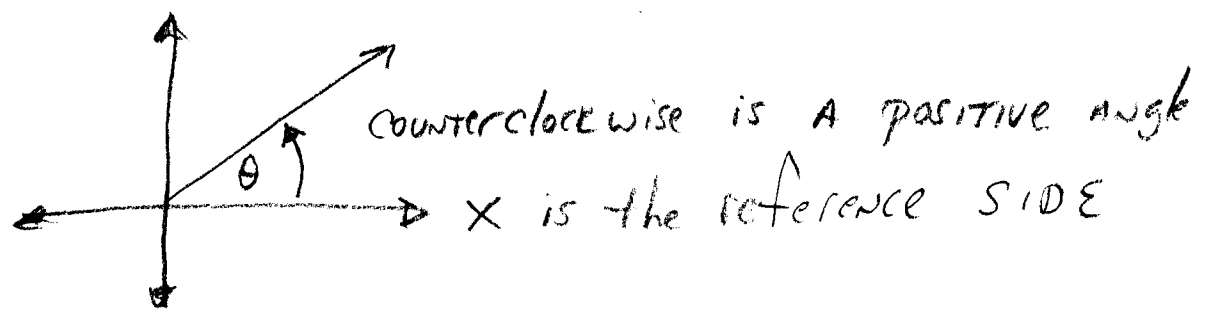 θ counterclockwise is A positive Angle
X is the reference SIDE